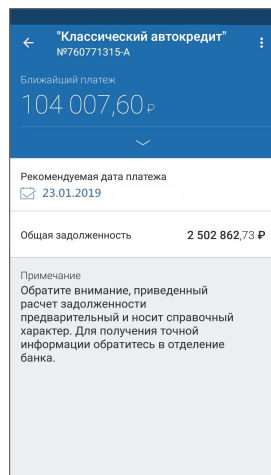 "Классический автокредит"
№760771315-А
Ближайший платеж
104 007,60 ₽
Рекомендуемая дата платежа
23.01.2019
Общая задолженность 2 502 862,73 ₽
Примечание
Обратите внимание, приведенный
расчет задолженности
предварительный и носит справочный
характер. Для получения точной
информации обратитесь в отделение
банка.